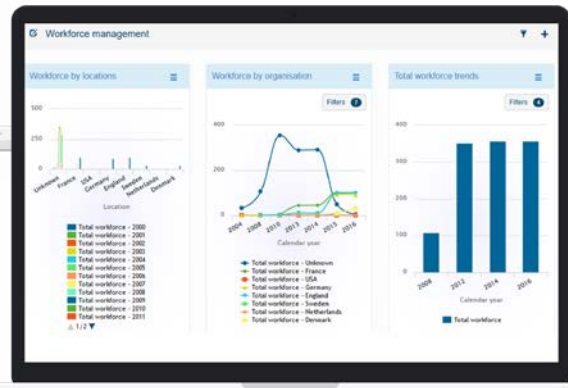 Workforce management
Workforce by locations
500
250
0
Unknown
France
USA
Germany
England
Sweden
Netherlands
Denmark
Location
Total workforce - 2000
Total workforce - 2001
Total workforce - 2002
Total workforce - 2003
Total workforce - 2004
Total workforce - 2005
Total workforce - 2006
Total workforce - 2007
Total workforce - 2008
Total workforce - 2009
Total workforce - 2010
Total workforce - 2011
1/2
Workforce by organisation
Filters 7
400
200
0
2004
2008
2010
2013
2014
2015
2016
Calendar year
Total workforce - Unknown
Total workforce - France
Total workforce - USA
Total workforce - Germany
Total workforce - England
Total workforce - Sweden
Total workforce - Netherlands
Total workforce - Denmark
Total workforce trends
Filters 4
400
300
200
100
0
2008
2012
2014
2016
Calendar year
Total workforce